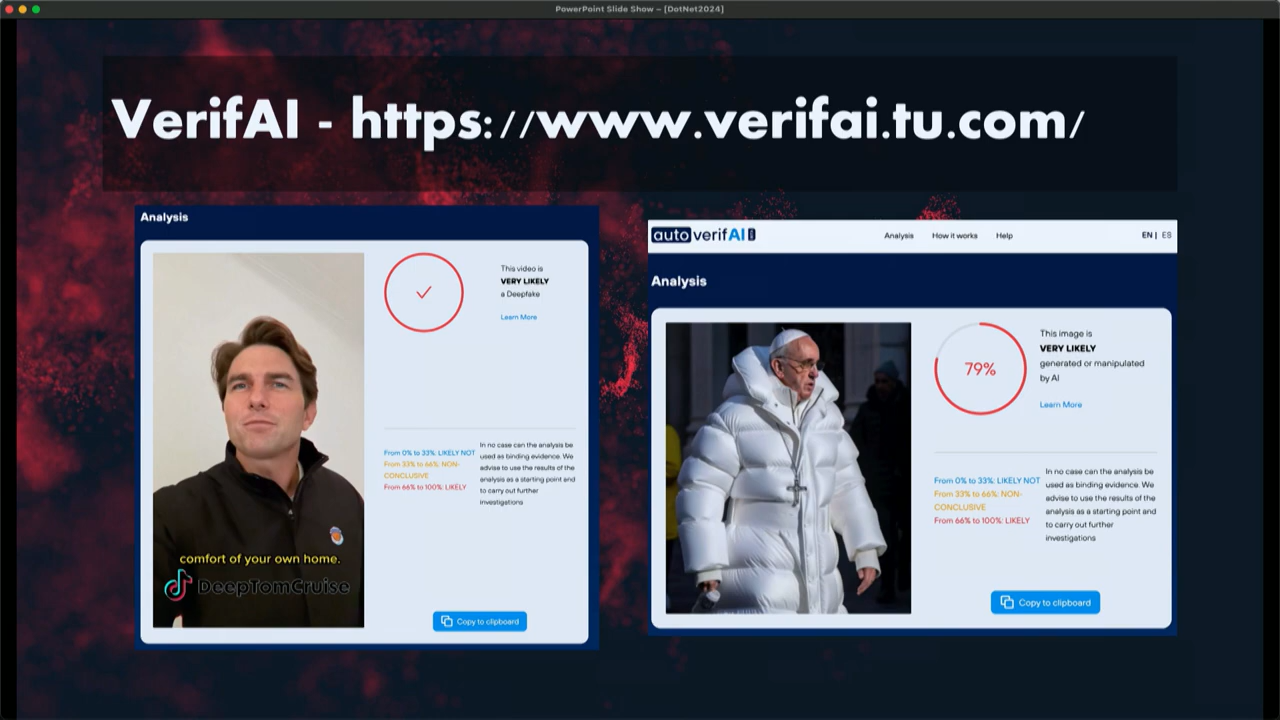 PowerPoint Slide Show – [DotNet2024]
VerifAI - https://www.verifai.tu.com/
Analysis
This video is
VERY LIKELY
a Deepfake
Learn More
From 0% to 33%: LIKELY NOT
From 33% to 66%: NON-
CONCLUSIVE
From 66% to 100%: LIKELY
In no case can the analysis be
used as binding evidence. We
advise to use the results of the
analysis as a starting point and
to carry out further
investigations
comfort of your own home.
DeepTomCruise
Copy to clipboard
auto verifAI
Analysis
How it works
Help
EN | ES
Analysis
79%
This image is
VERY LIKELY
generated or manipulated
by AI
Learn More
From 0% to 33%: LIKELY NOT
From 33% to 66%: NON-
CONCLUSIVE
From 66% to 100%: LIKELY
In no case can the analysis be
used as binding evidence. We
advise to use the results of the
analysis as a starting point and
to carry out further
investigations
Copy to clipboard